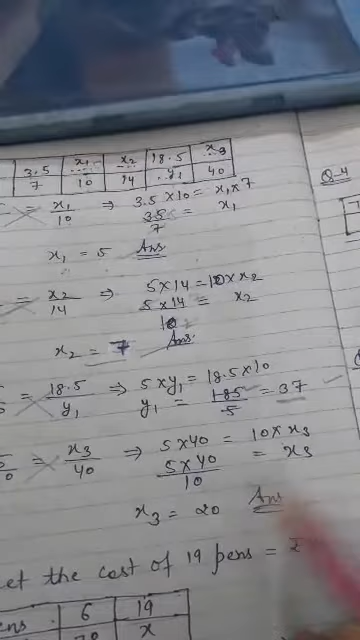 3.5 x₁ x₂ 18.5 x₃
7 10 14 y₁ 40
= x₁/10 ⇒ 3.5×10 = x₁×7
35/7 = x₁
x₁ = 5 Ans
= x₂/14 ⇒ 5×14 = 10×x₂
5×14/10 = x₂
x₂ = 7 Ans.
= 18.5/y₁ ⇒ 5×y₁ = 18.5×10
y₁ = 185/5 = 37
= x₃/40 ⇒ 5×40 = 10×x₃
5×40/10 = x₃
x₃ = 20 Ans
et the cost of 19 pens = ₹
ens 6 19
x
Q-4